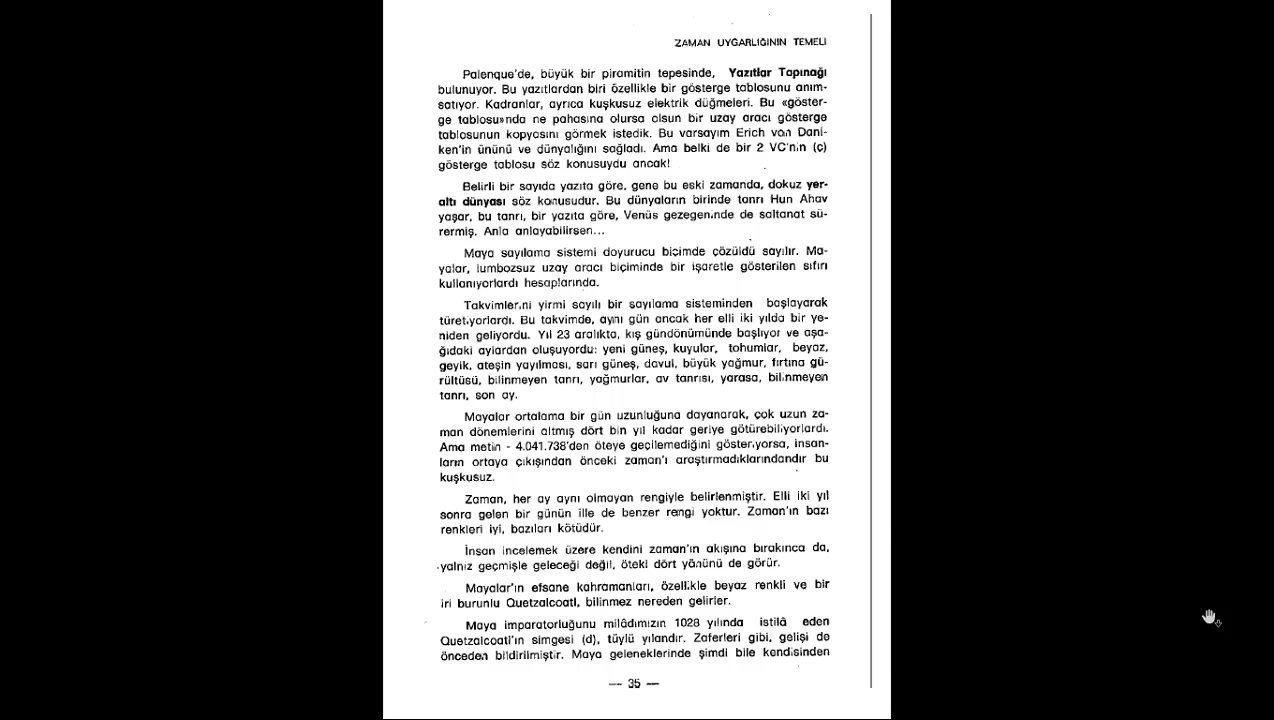 ZAMAN UYGARLIĞININ TEMELİ
Palenque'de, büyük bir piramitin tepesinde, Yazıtlar Tapınağı
bulunuyor. Bu yazıtlardan biri özellikle bir gösterge tablosunu anım-
satıyor. Kadranlar, ayrıca kuşkusuz elektrik düğmeleri. Bu «göster-
ge tablosu»nda ne pahasına olursa olsun bir uzay aracı gösterge
tablosunun kopyasını görmek istedik. Bu varsayım Erich von Dani-
ken'in ününü ve dünyalığını sağladı. Ama belki de bir 2 VC'nin (ç)
gösterge tablosu söz konusuydu ancak!
Belirli bir sayıda yazıta göre, gene bu eski zamanda, dokuz yer-
altı dünyası söz konusudur. Bu dünyaların birinde tanrı Hun Ahav
yaşar, bu tanrı, bir yazıta göre, Venüs gezegeninde de saltanat sü-
rermiş. Anla anlayabilirsen...
Maya sayılama sistemi doyurucu biçimde çözüldü sayılır. Ma-
yalar, lumbozsuz uzay aracı biçiminde bir işaretle gösterilen sıfırı
kullanıyorlardı hesaplarında.
Takvimlerini yirmi sayılı bir sayılama sisteminden başlayarak
türetiyorlardı. Bu takvimde, aynı gün ancak her elli iki yılda bir ye-
niden geliyordu. Yıl 23 aralıkta, kış gündönümünde başlıyor ve aşa-
ğıdaki aylardan oluşuyordu: yeni güneş, kuyular, tohumlar, beyaz,
geyik, ateşin yayılması, sarı güneş, davul, büyük yağmur, fırtına gü-
rültüsü, bilinmeyen tanrı, yağmurlar, av tanrısı, yarasa, bilinmeyen
tanrı, son ay.
Mayalar ortalama bir gün uzunluğuna dayanarak, çok uzun za-
man dönemlerini altmış dört bin yıl kadar geriye götürebiliyorlardı.
Ama metin - 4.041.738'den öteye geçilemediğini gösteriyorsa, insan-
ların ortaya çıkışından önceki zaman'ı araştırmadıklarındandır bu
kuşkusuz.
Zaman, her ay aynı olmayan rengiyle belirlenmiştir. Elli iki yıl
sonra gelen bir günün ille de benzer rengi yoktur. Zaman'ın bazı
renkleri iyi, bazıları kötüdür.
İnsan incelemek üzere kendini zaman'ın akışına bırakınca da,
yalnız geçmişle geleceği değil, öteki dört yönünü de görür.
Mayalar'ın efsane kahramanları, özellikle beyaz renkli ve bir
iri burunlu Quetzalcoatl, bilinmez nereden gelirler.
Maya imparatorluğunu milâdımızın 1028 yılında istilâ eden
Quetzalcoatl'ın simgesi (d), tüylü yılandır. Zaferleri gibi, gelişi de
önceden bildirilmiştir. Maya geleneklerinde şimdi bile kendisinden
— 35 —